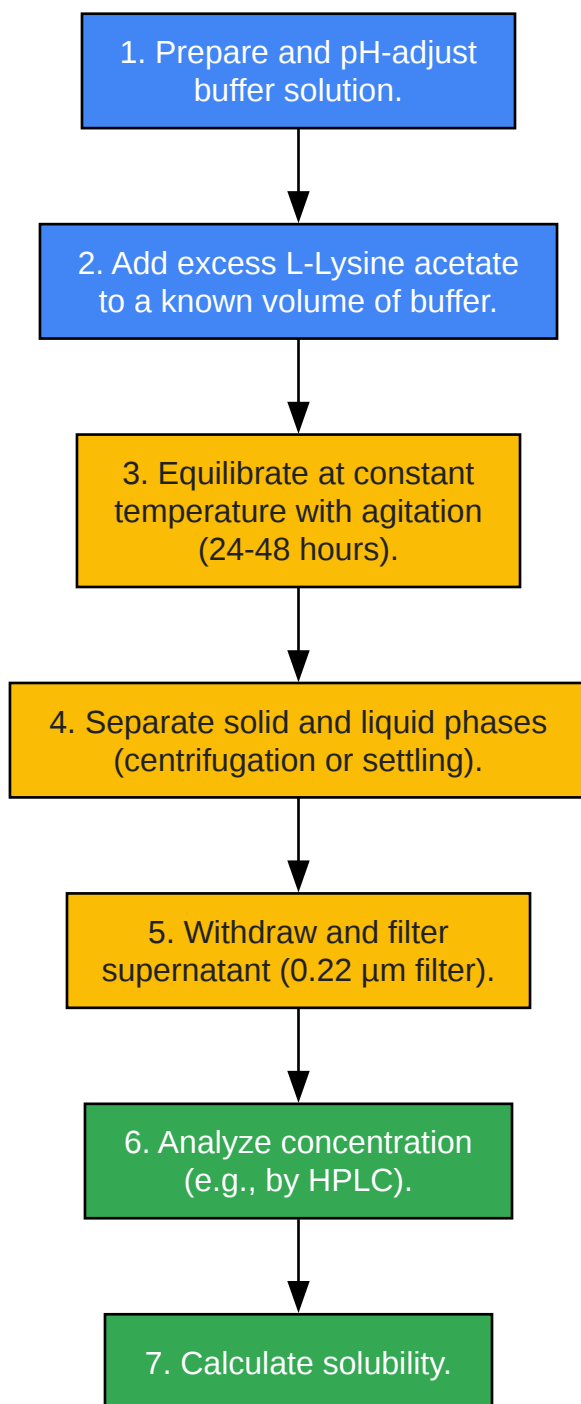 1. Prepare and pH-adjust
buffer solution.
2. Add excess L-Lysine acetate
to a known volume of buffer.
3. Equilibrate at constant
temperature with agitation
(24-48 hours).
4. Separate solid and liquid phases
(centrifugation or settling).
5. Withdraw and filter
supernatant (0.22 µm filter).
6. Analyze concentration
(e.g., by HPLC).
7. Calculate solubility.